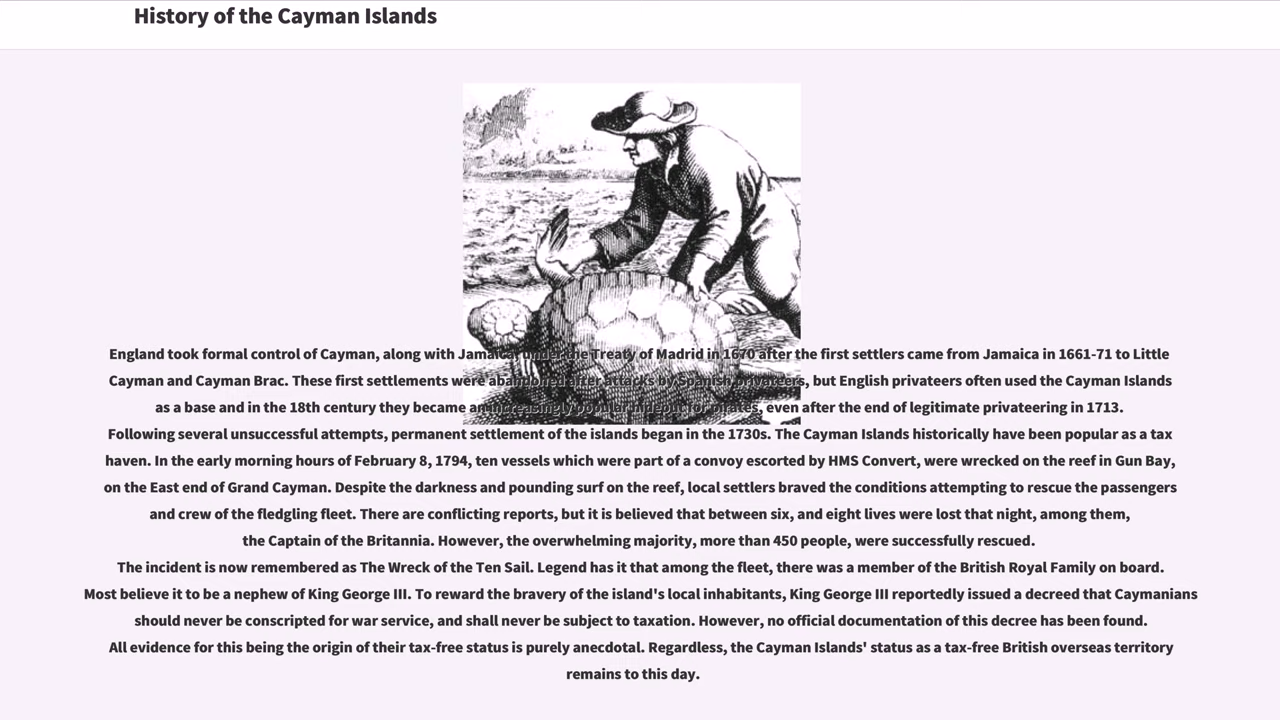 History of the Cayman Islands
England took formal control of Cayman, along with Jamaica, under the Treaty of Madrid in 1670 after the first settlers came from Jamaica in 1661-71 to Little
Cayman and Cayman Brac. These first settlements were abandoned after attacks by Spanish privateers, but English privateers often used the Cayman Islands
as a base and in the 18th century they became an increasingly popular hideout for pirates, even after the end of legitimate privateering in 1713.
Following several unsuccessful attempts, permanent settlement of the islands began in the 1730s. The Cayman Islands historically have been popular as a tax
haven. In the early morning hours of February 8, 1794, ten vessels which were part of a convoy escorted by HMS Convert, were wrecked on the reef in Gun Bay,
on the East end of Grand Cayman. Despite the darkness and pounding surf on the reef, local settlers braved the conditions attempting to rescue the passengers
and crew of the fledgling fleet. There are conflicting reports, but it is believed that between six, and eight lives were lost that night, among them,
the Captain of the Britannia. However, the overwhelming majority, more than 450 people, were successfully rescued.
The incident is now remembered as The Wreck of the Ten Sail. Legend has it that among the fleet, there was a member of the British Royal Family on board.
Most believe it to be a nephew of King George III. To reward the bravery of the island's local inhabitants, King George III reportedly issued a decreed that Caymanians
should never be conscripted for war service, and shall never be subject to taxation. However, no official documentation of this decree has been found.
All evidence for this being the origin of their tax-free status is purely anecdotal. Regardless, the Cayman Islands' status as a tax-free British overseas territory
remains to this day.